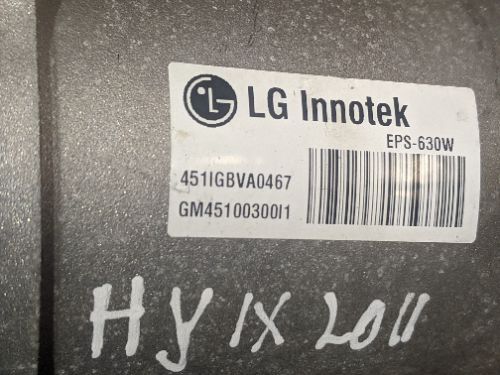 LG Innotek
EPS-630W
451IGBVA0467
GM45100300I1
HY IX 2011